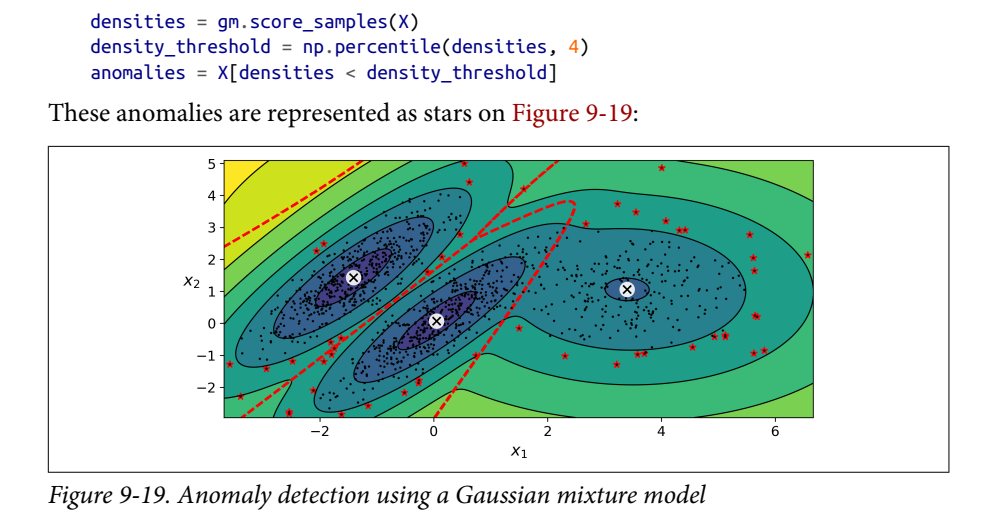 densities = gm.score_samples(X)
density_threshold = np.percentile(densities, 4)
anomalies = X[densities < density_threshold]
These anomalies are represented as stars on Figure 9-19:
5
4
3
2
x₂
1
0
−1
−2
−2 0 2 4 6
x₁
Figure 9-19. Anomaly detection using a Gaussian mixture model